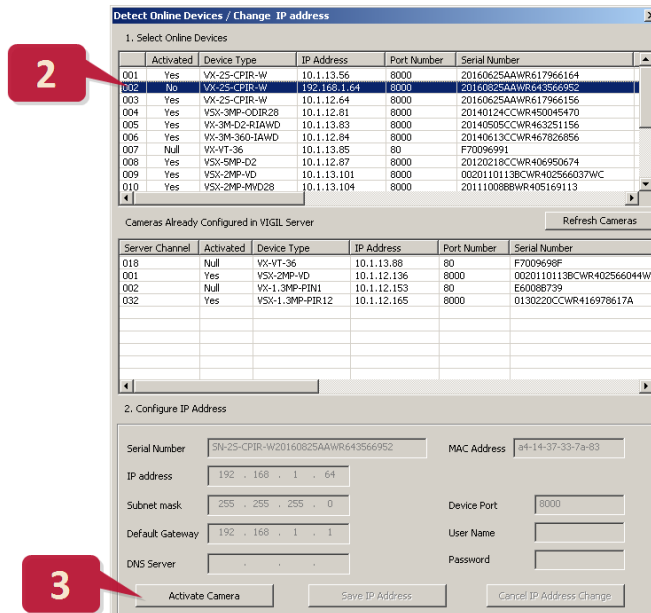 Detect Online Devices / Change IP address
1. Select Online Devices
Activated Device Type IP Address Port Number Serial Number
001 Yes VX-2S-CPIR-W 10.1.13.56 8000 20160625AAWR617966164
2
002 No VX-2S-CPIR-W 192.168.1.64 8000 20160825AAWR643566952
003 Yes VX-2S-CPIR-W 10.1.12.64 8000 20160625AAWR617966156
004 Yes VSX-3MP-ODIR28 10.1.12.81 8000 20140124CCWR450045470
005 Yes VX-3M-D2-RIAWD 10.1.13.83 8000 20140505CCWR463251156
006 Yes VX-3M-360-IAWD 10.1.12.84 8000 20140613CCWR467826856
007 Null VX-VT-36 10.1.13.85 80 F70096991
008 Yes VSX-5MP-D2 10.1.12.87 8000 20120218CCWR406950674
009 Yes VSX-2MP-VD 10.1.13.101 8000 0020110113BCWR402566037WC
010 Yes VSX-2MP-MVD28 10.1.13.104 8000 20111008BBWR405169113
Cameras Already Configured in VIGIL Server Refresh Cameras
Server Channel Activated Device Type IP Address Port Number Serial Number
018 Null VX-VT-36 10.1.13.88 80 F7009698F
001 Yes VSX-2MP-VD 10.1.12.136 8000 0020110113BCWR402566044W
002 Null VX-1.3MP-PIN1 10.1.12.153 80 E6008B739
032 Yes VSX-1.3MP-PIR12 10.1.12.165 8000 0130220CCWR416978617A
2. Configure IP Address
Serial Number SN-2S-CPIR-W20160825AAWR643566952 MAC Address a4-14-37-33-7a-83
IP address 192 . 168 . 1 . 64
Subnet mask 255 . 255 . 255 . 0 Device Port 8000
Default Gateway 192 . 168 . 1 . 1 User Name
DNS Server . . . Password
3
Activate Camera Save IP Address Cancel IP Address Change